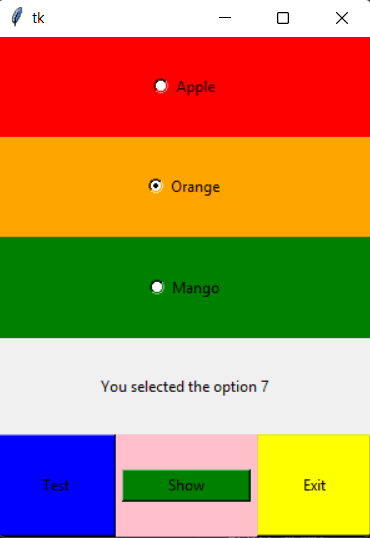 tk
Apple
Orange
Mango
You selected the option 7
Test Show Exit